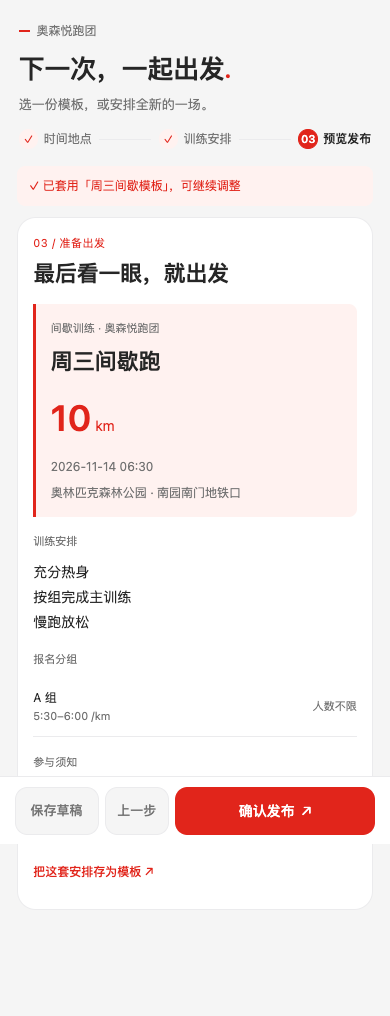 奥森悦跑团
下一次，一起出发.
选一份模板，或安排全新的一场。
✓ 时间地点 ✓ 训练安排 03 预览发布
✓ 已套用「周三间歇模板」，可继续调整
03 / 准备出发
最后看一眼，就出发
间歇训练 · 奥森悦跑团
周三间歇跑
10 km
2026-11-14 06:30
奥林匹克森林公园 · 南园南门地铁口
训练安排
充分热身
按组完成主训练
慢跑放松
报名分组
A 组
5:30–6:00 /km
人数不限
参与须知
保存草稿 上一步 确认发布 ↗
把这套安排存为模板 ↗